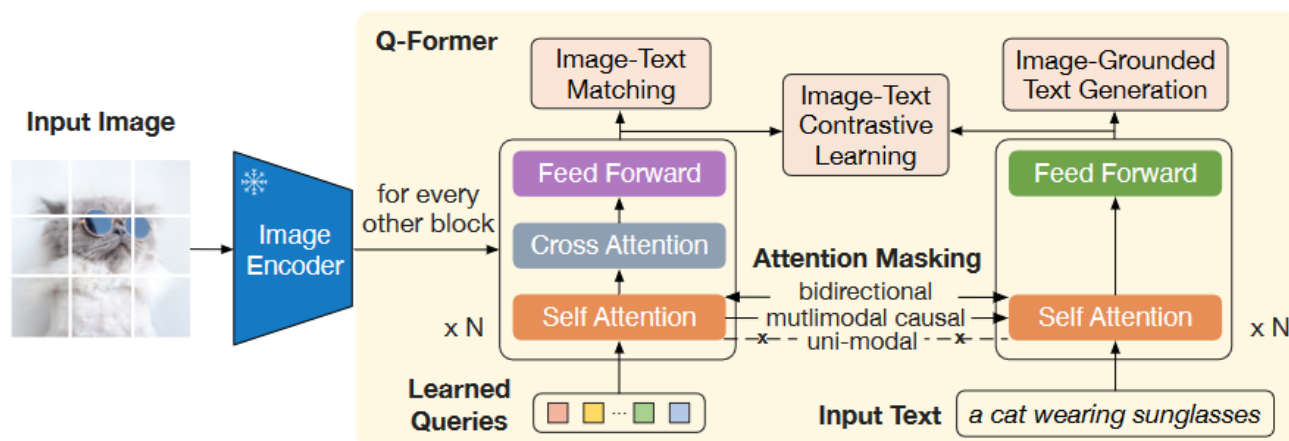 Q-Former
Input Image
Image
Encoder
for every
other block
Image-Text
Matching
Image-Text
Contrastive
Learning
Image-Grounded
Text Generation
Feed Forward
Cross Attention
Self Attention
x N
Attention Masking
bidirectional
mutlimodal causal
x uni-modal x
Feed Forward
Self Attention
x N
Learned
Queries
...
Input Text
a cat wearing sunglasses